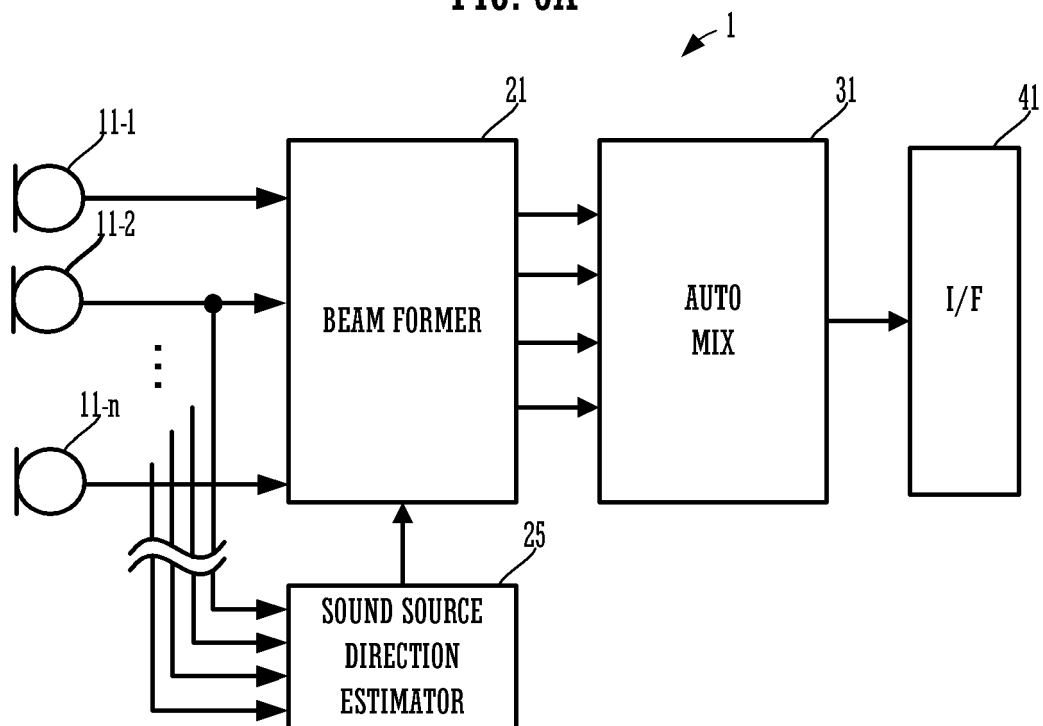 1
21
31
41
11-1
11-2
BEAM FORMER
AUTO
MIX
I/F
11-n
25
SOUND SOURCE
DIRECTION
ESTIMATOR